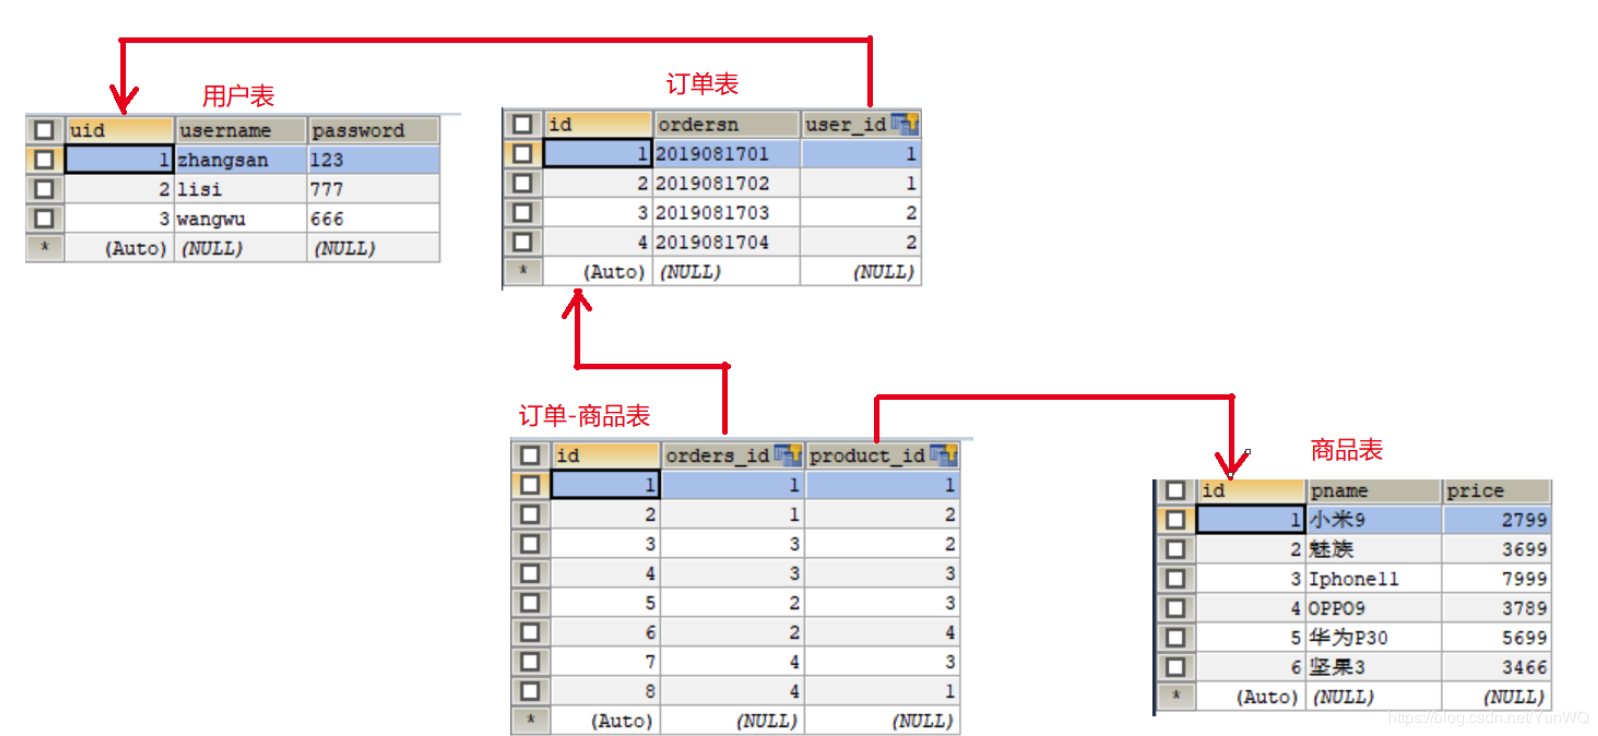 用户表
uid username password
1 zhangsan 123
2 lisi 777
3 wangwu 666
* (Auto) (NULL) (NULL)
订单表
id ordersn user_id
1 2019081701 1
2 2019081702 1
3 2019081703 2
4 2019081704 2
* (Auto) (NULL) (NULL)
订单-商品表
id orders_id product_id
1 1 1
2 1 2
3 3 2
4 3 3
5 2 3
6 2 4
7 4 3
8 4 1
* (Auto) (NULL) (NULL)
商品表
id pname price
1 小米9 2799
2 魅族 3699
3 Iphone11 7999
4 OPPO9 3789
5 华为P30 5699
6 坚果3 3466
* (Auto) (NULL) (NULL)
https://blog.csdn.net/YunWQ